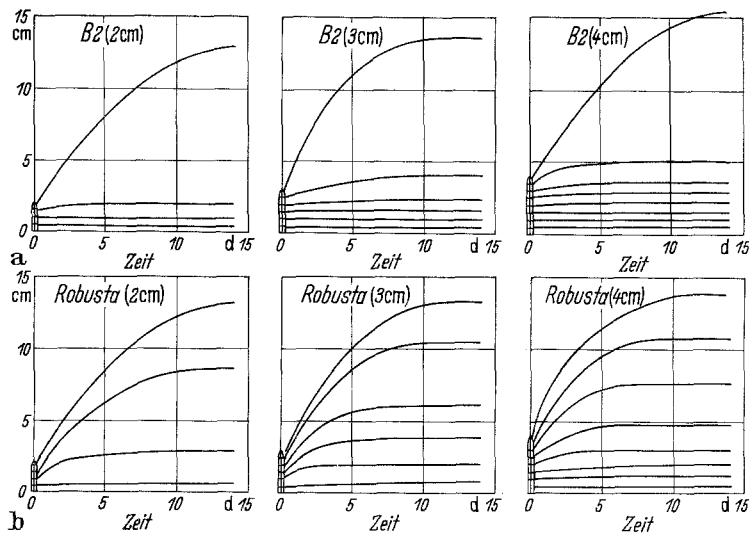 15
cm
B2 (2cm)
10
5
0
0 5 10 d 15
Zeit
B2 (3cm)
0 5 10 d 15
Zeit
B2 (4cm)
0 5 10 d 15
Zeit
a
15
cm
Robusta (2cm)
10
5
0
0 5 10 d 15
Zeit
Robusta (3cm)
0 5 10 d 15
Zeit
Robusta (4cm)
0 5 10 d 15
Zeit
b